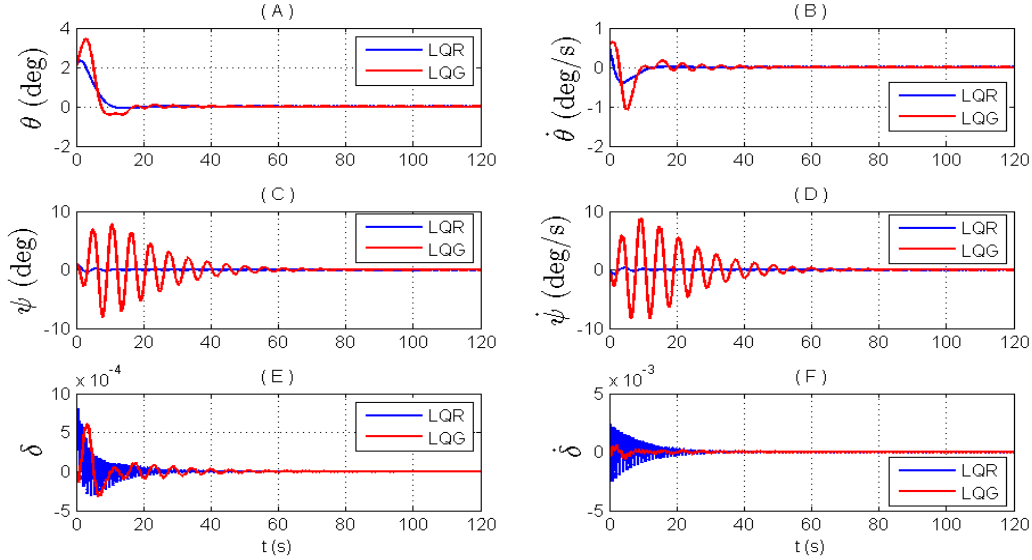 ( A )
4
2
0
-2
θ (deg)
LQR
LQG
0 20 40 60 80 100 120
( B )
1
0
-1
-2
θ̇ (deg/s)
LQR
LQG
0 20 40 60 80 100 120
( C )
10
0
-10
ψ (deg)
LQR
LQG
0 20 40 60 80 100 120
( D )
10
0
-10
ψ̇ (deg/s)
LQR
LQG
0 20 40 60 80 100 120
( E )
x 10⁻⁴
10
5
0
-5
δ
LQR
LQG
0 20 40 60 80 100 120
t (s)
( F )
x 10⁻³
5
0
-5
δ̇
LQR
LQG
0 20 40 60 80 100 120
t (s)